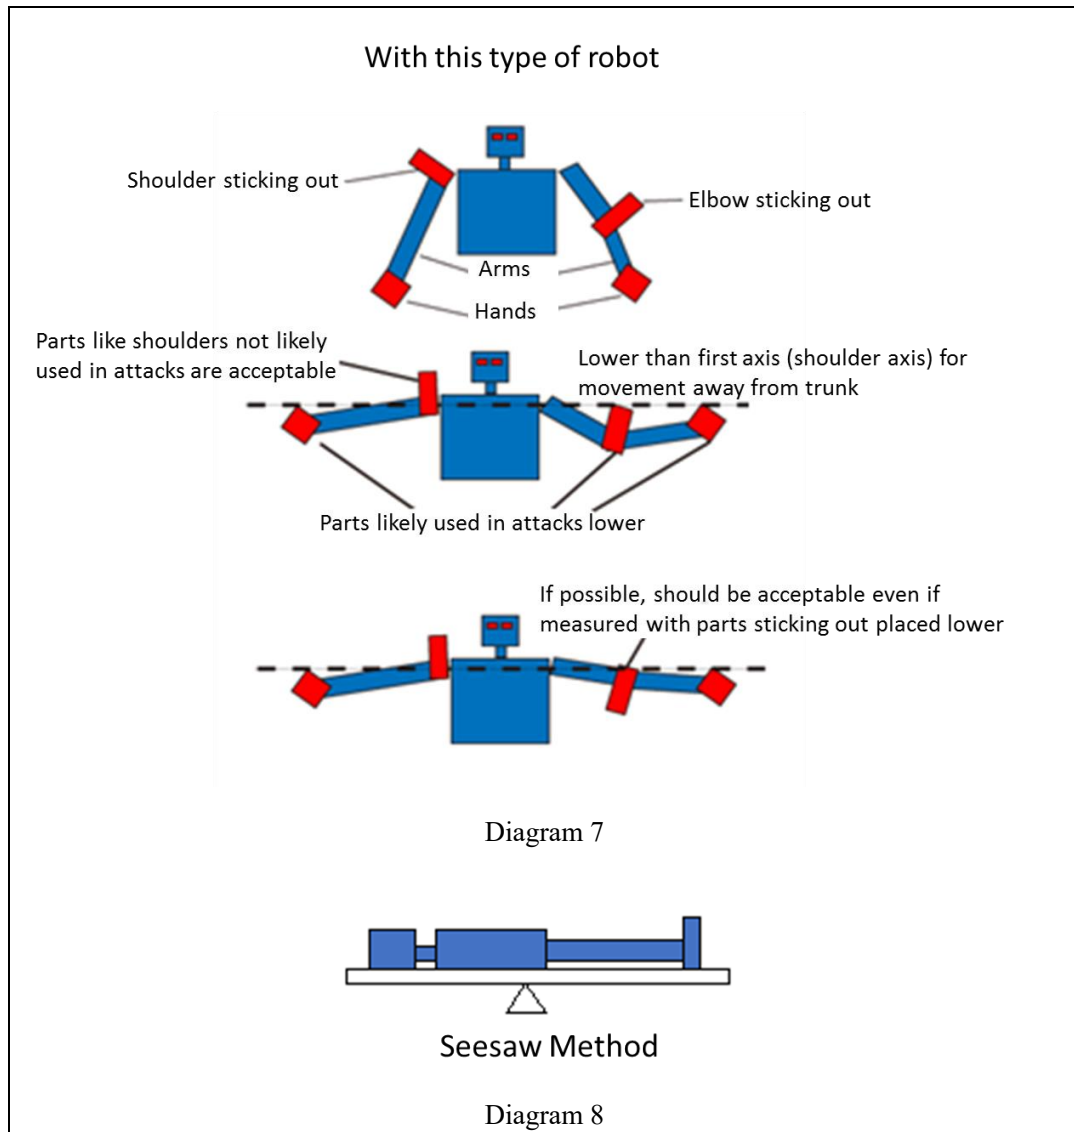 With this type of robot
Shoulder sticking out
Elbow sticking out
Arms
Hands
Parts like shoulders not likely
used in attacks are acceptable
Lower than first axis (shoulder axis) for
movement away from trunk
Parts likely used in attacks lower
If possible, should be acceptable even if
measured with parts sticking out placed lower
Diagram 7
Seesaw Method
Diagram 8